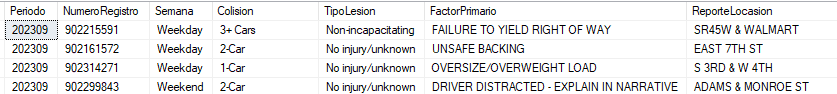 Periodo NumeroRegistro Semana Colision TipoLesion FactorPrimario ReporteLocasion
202309 902215591 Weekday 3+ Cars Non-incapacitating FAILURE TO YIELD RIGHT OF WAY SR45W & WALMART
202309 902161572 Weekday 2-Car No injury/unknown UNSAFE BACKING EAST 7TH ST
202309 902314271 Weekday 1-Car No injury/unknown OVERSIZE/OVERWEIGHT LOAD S 3RD & W 4TH
202309 902299843 Weekend 2-Car No injury/unknown DRIVER DISTRACTED - EXPLAIN IN NARRATIVE ADAMS & MONROE ST